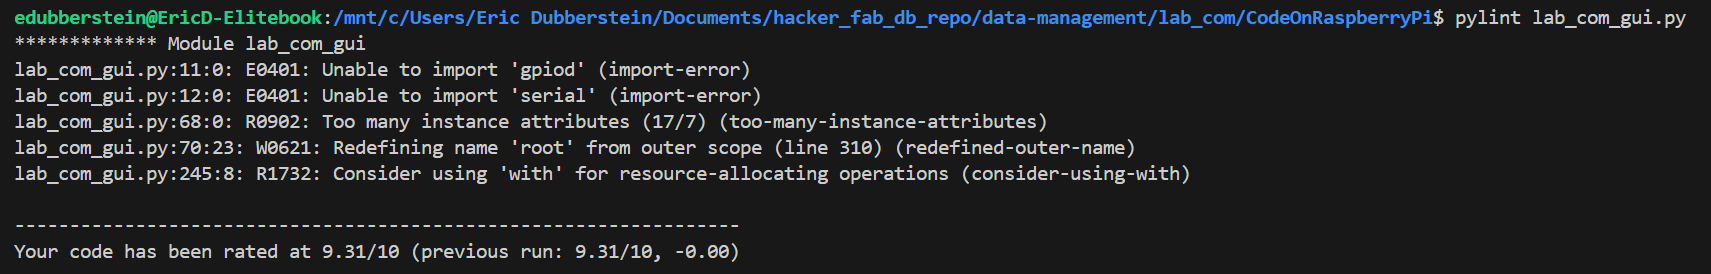 edubberstein@EricD-Elitebook:/mnt/c/Users/Eric Dubberstein/Documents/hacker_fab_db_repo/data-management/lab_com/CodeOnRaspberryPi$ pylint lab_com_gui.py
************* Module lab_com_gui
lab_com_gui.py:11:0: E0401: Unable to import 'gpiod' (import-error)
lab_com_gui.py:12:0: E0401: Unable to import 'serial' (import-error)
lab_com_gui.py:68:0: R0902: Too many instance attributes (17/7) (too-many-instance-attributes)
lab_com_gui.py:70:23: W0621: Redefining name 'root' from outer scope (line 310) (redefined-outer-name)
lab_com_gui.py:245:8: R1732: Consider using 'with' for resource-allocating operations (consider-using-with)
------------------------------------------------------------------
Your code has been rated at 9.31/10 (previous run: 9.31/10, -0.00)